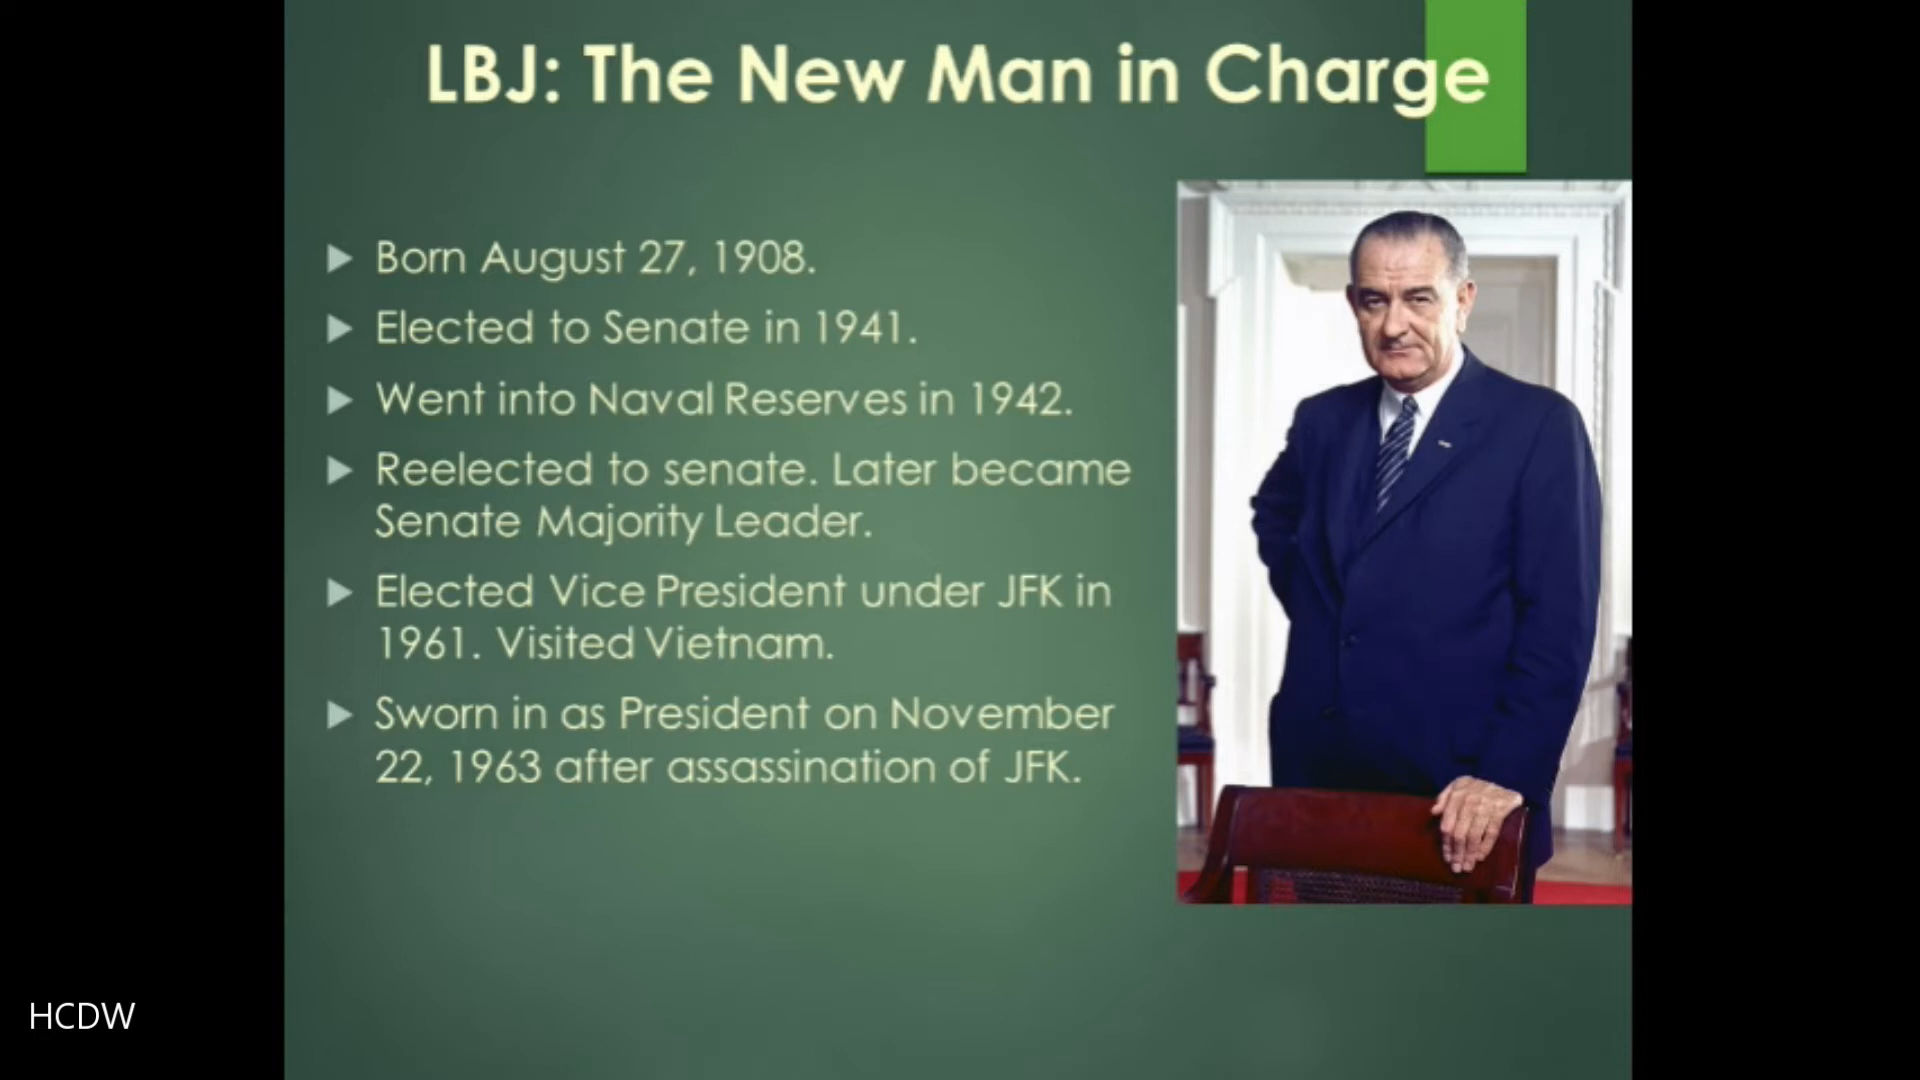 LBJ: The New Man in Charge
Born August 27, 1908.
Elected to Senate in 1941.
Went into Naval Reserves in 1942.
Reelected to senate. Later became
Senate Majority Leader.
Elected Vice President under JFK in
1961. Visited Vietnam.
Sworn in as President on November
22, 1963 after assassination of JFK.
HCDW